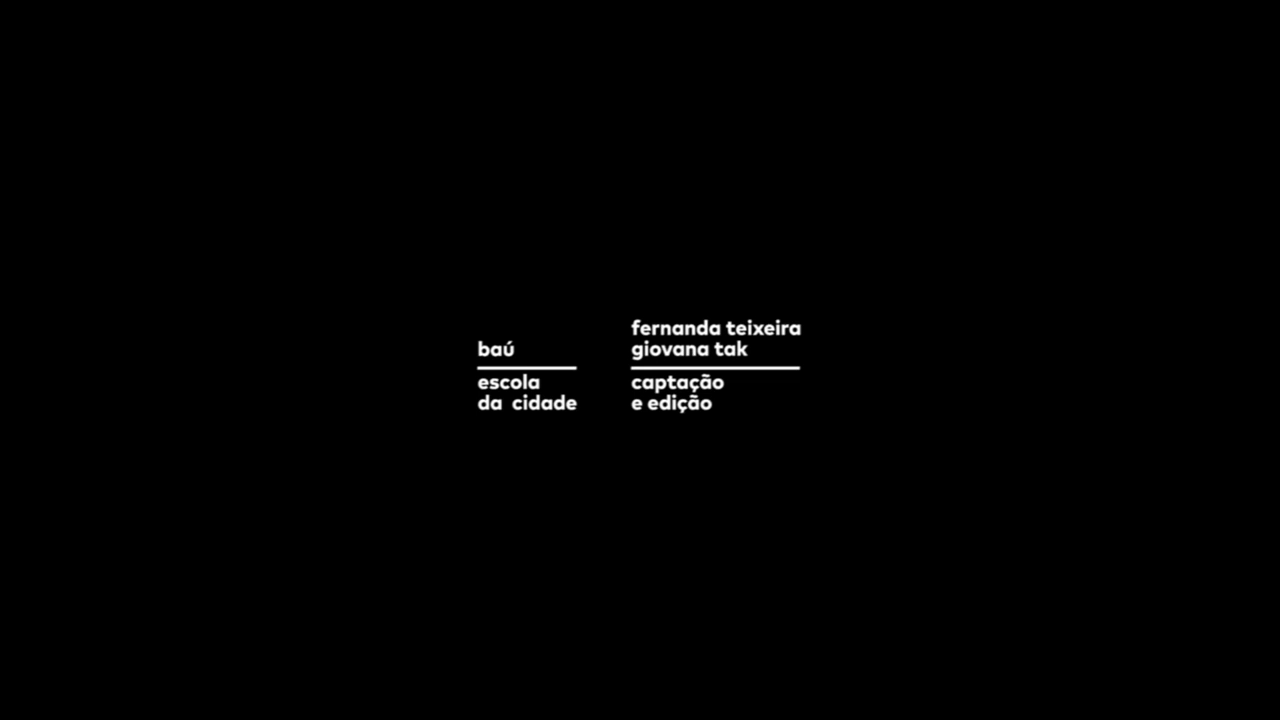 baú
escola
da cidade
fernanda teixeira
giovana tak
captação
e edição